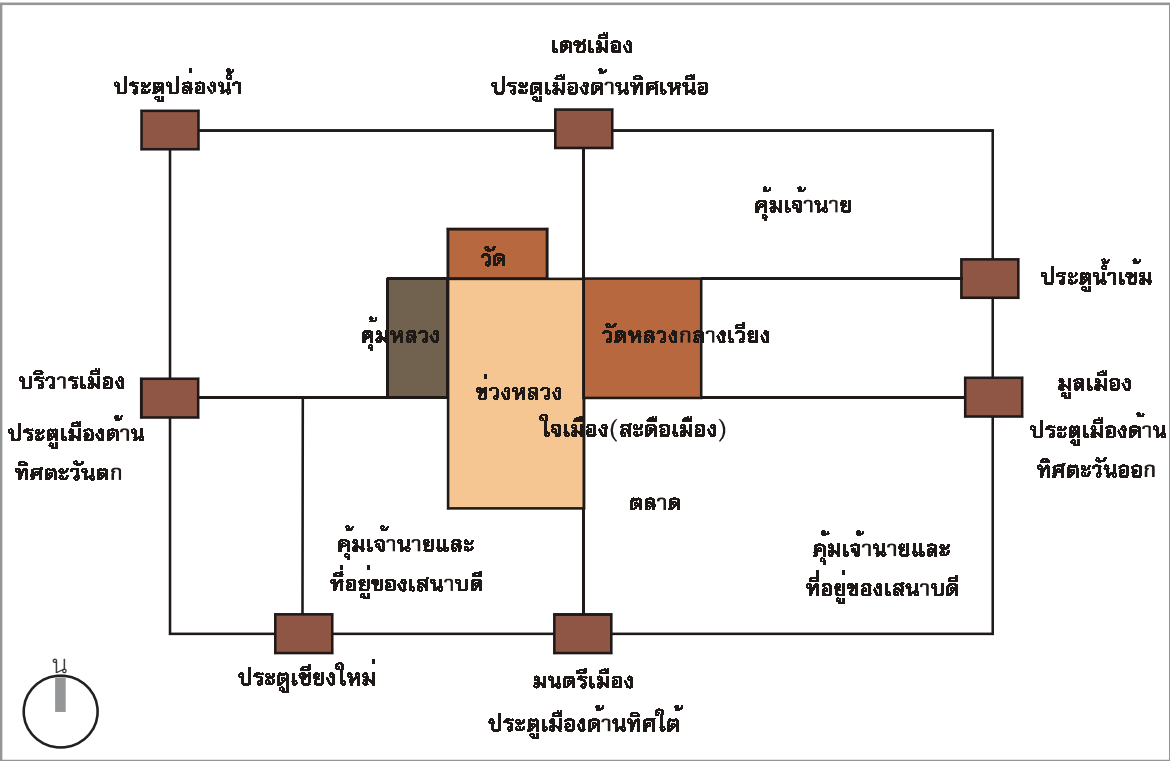 เดชเมือง
ประตูเมืองด้านทิศเหนือ
ประตูปล่องน้ำ
คุ้มเจ้านาย
วัด
ประตูน้ำเข้ม
คุ้มหลวง
วัดหลวงกลางเวียง
บริวารเมือง
ประตูเมืองด้าน
ทิศตะวันตก
ข่วงหลวง
ใจเมือง(สะดือเมือง)
มูลเมือง
ประตูเมืองด้าน
ทิศตะวันออก
ตลาด
คุ้มเจ้านายและ
ที่อยู่ของเสนาบดี
คุ้มเจ้านายและ
ที่อยู่ของเสนาบดี
น
ประตูเชียงใหม่
มนตรีเมือง
ประตูเมืองด้านทิศใต้